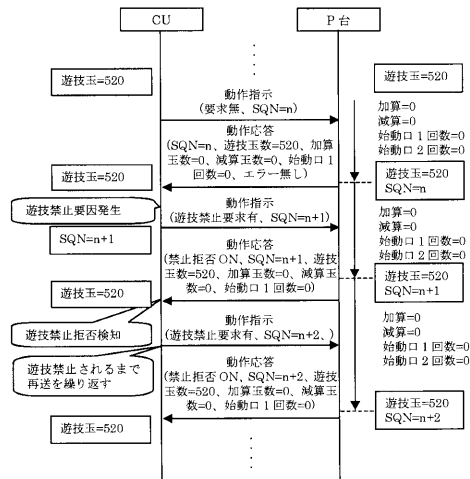 CU
P台
遊技玉=520
遊技玉=520
動作指示
(要求無、SQN=n)
加算=0
減算=0
始動口1回数=0
始動口2回数=0
動作応答
(SQN=n、遊技玉数=520、加算
玉数=0、減算玉数=0、始動口1
回数=0、エラー無し)
遊技玉=520
遊技玉=520
SQN=n
遊技禁止要因発生
動作指示
(遊技禁止要求有、SQN=n+1)
加算=0
減算=0
始動口1回数=0
始動口2回数=0
SQN=n+1
動作応答
(禁止拒否ON、SQN=n+1、遊技
玉数=520、加算玉数=0、減算玉
数=0、始動口1回数=0)
遊技玉=520
遊技玉=520
SQN=n+1
遊技禁止拒否検知
動作指示
(遊技禁止要求有、SQN=n+2、)
加算=0
減算=0
始動口1回数=0
始動口2回数=0
遊技禁止されるまで
再送を繰り返す
動作応答
(禁止拒否ON、SQN=n+2、遊技
玉数=520、加算玉数=0、減算玉
数=0、始動口1回数=0)
遊技玉=520
遊技玉=520
SQN=n+2